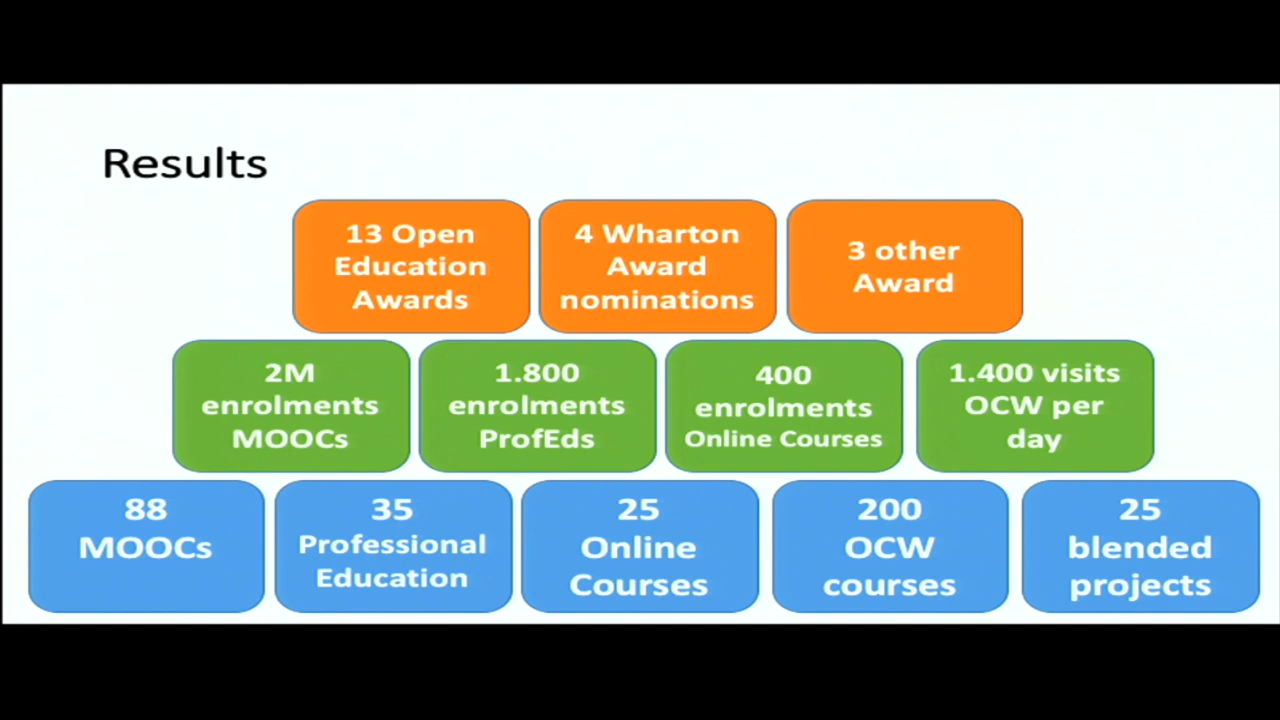 Results
13 Open
Education
Awards
4 Wharton
Award
nominations
3 other
Award
2M
enrolments
MOOCs
1.800
enrolments
ProfEds
400
enrolments
Online Courses
1.400 visits
OCW per
day
88
MOOCs
35
Professional
Education
25
Online
Courses
200
OCW
courses
25
blended
projects